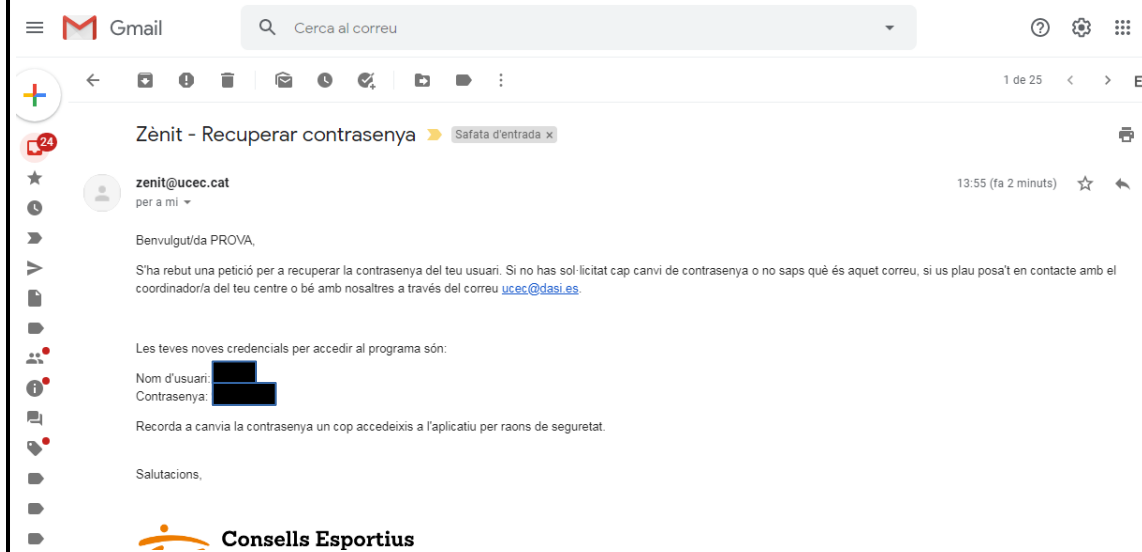 Gmail
Cerca al correu
1 de 25
E
Zènit - Recuperar contrasenya
Safata d'entrada x
24
zenit@ucec.cat
13:55 (fa 2 minuts)
per a mi
Benvulgut/da PROVA,
S'ha rebut una petició per a recuperar la contrasenya del teu usuari. Si no has sol·licitat cap canvi de contrasenya o no saps què és aquet correu, si us plau posa't en contacte amb el
coordinador/a del teu centre o bé amb nosaltres a través del correu ucec@dasi.es.
Les teves noves credencials per accedir al programa són:
Nom d'usuari:
Contrasenya:
Recorda a canvia la contrasenya un cop accedeixis a l'aplicatiu per raons de seguretat.
Salutacions,
Consells Esportius